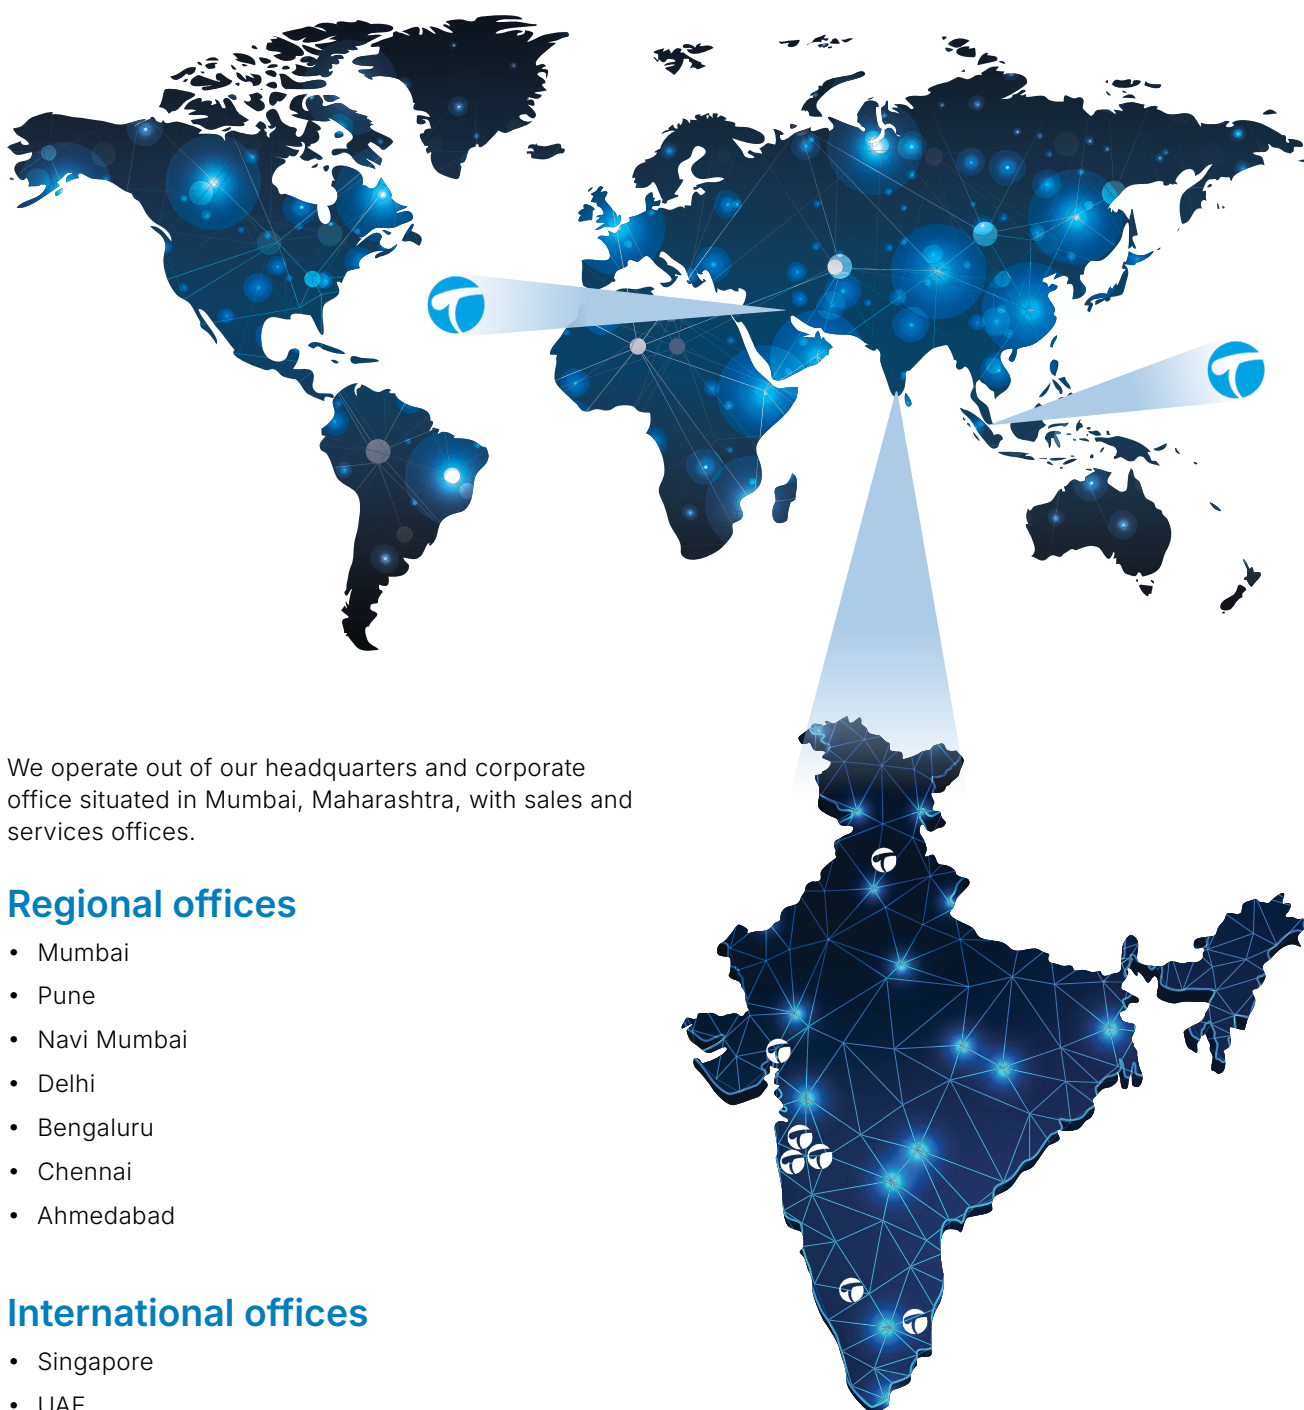 We operate out of our headquarters and corporate
office situated in Mumbai, Maharashtra, with sales and
services offices.
Regional offices
• Mumbai
• Pune
• Navi Mumbai
• Delhi
• Bengaluru
• Chennai
• Ahmedabad
International offices
• Singapore
• UAE